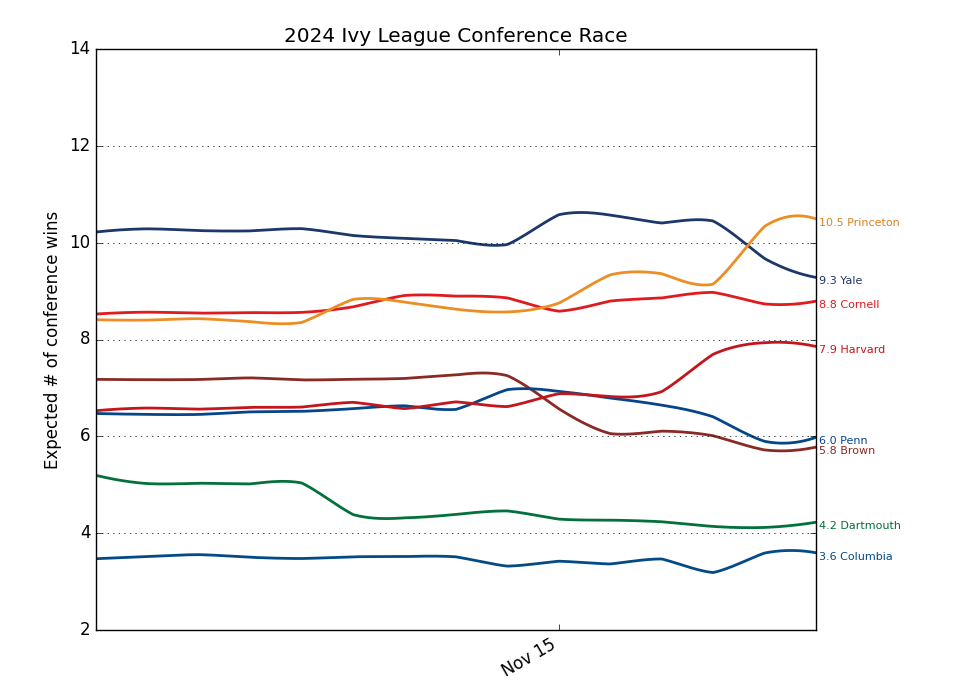 2024 Ivy League Conference Race
Expected # of conference wins
14
12
10
8
6
4
2
10.5 Princeton
9.3 Yale
8.8 Cornell
7.9 Harvard
6.0 Penn
5.8 Brown
4.2 Dartmouth
3.6 Columbia
Nov 15